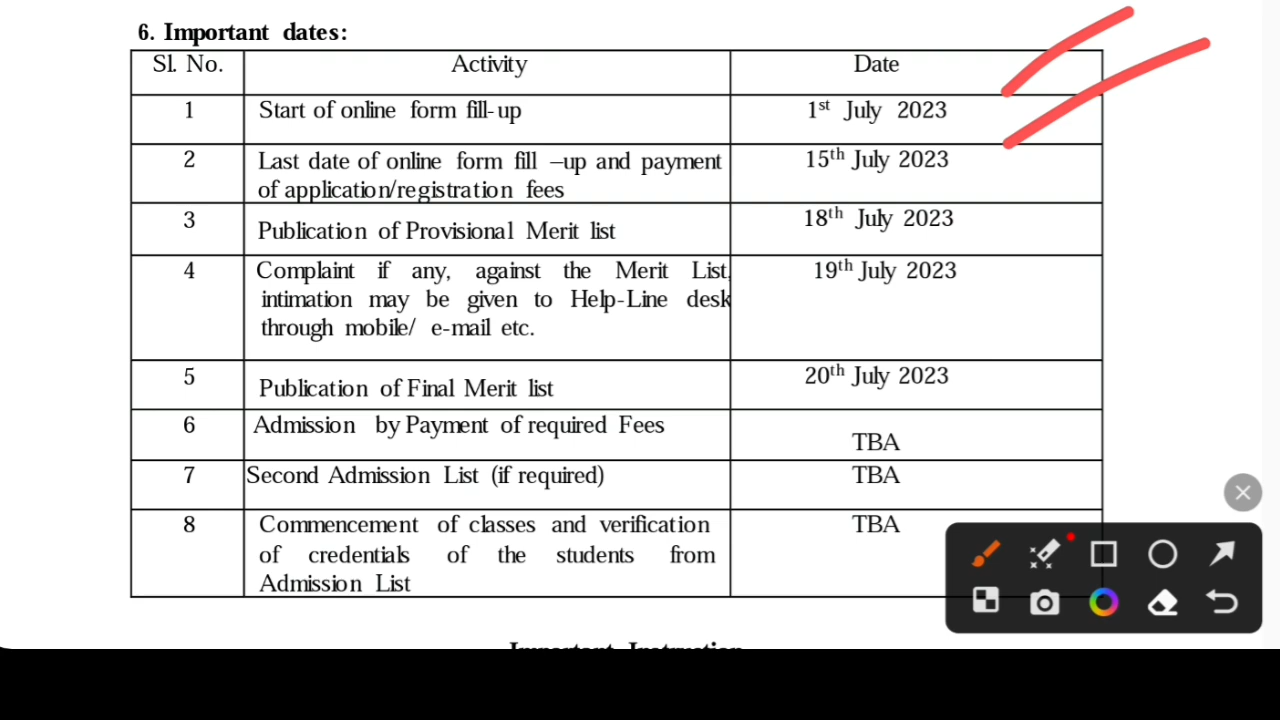 6. Important dates:
Sl. No. Activity Date
1 Start of online form fill-up 1st July 2023
2 Last date of online form fill –up and payment of application/registration fees 15th July 2023
3 Publication of Provisional Merit list 18th July 2023
4 Complaint if any, against the Merit List, intimation may be given to Help-Line desk through mobile/ e-mail etc. 19th July 2023
5 Publication of Final Merit list 20th July 2023
6 Admission by Payment of required Fees TBA
7 Second Admission List (if required) TBA
8 Commencement of classes and verification of credentials of the students from Admission List TBA
Important Instruction